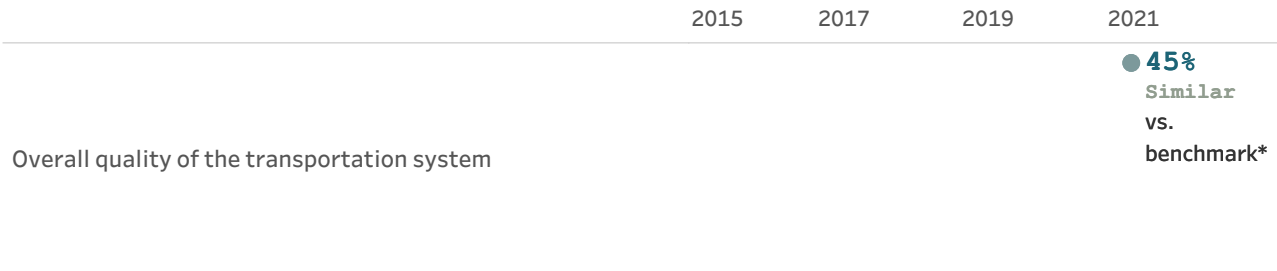 2015 2017 2019 2021
45%
Similar
vs.
benchmark*
Overall quality of the transportation system